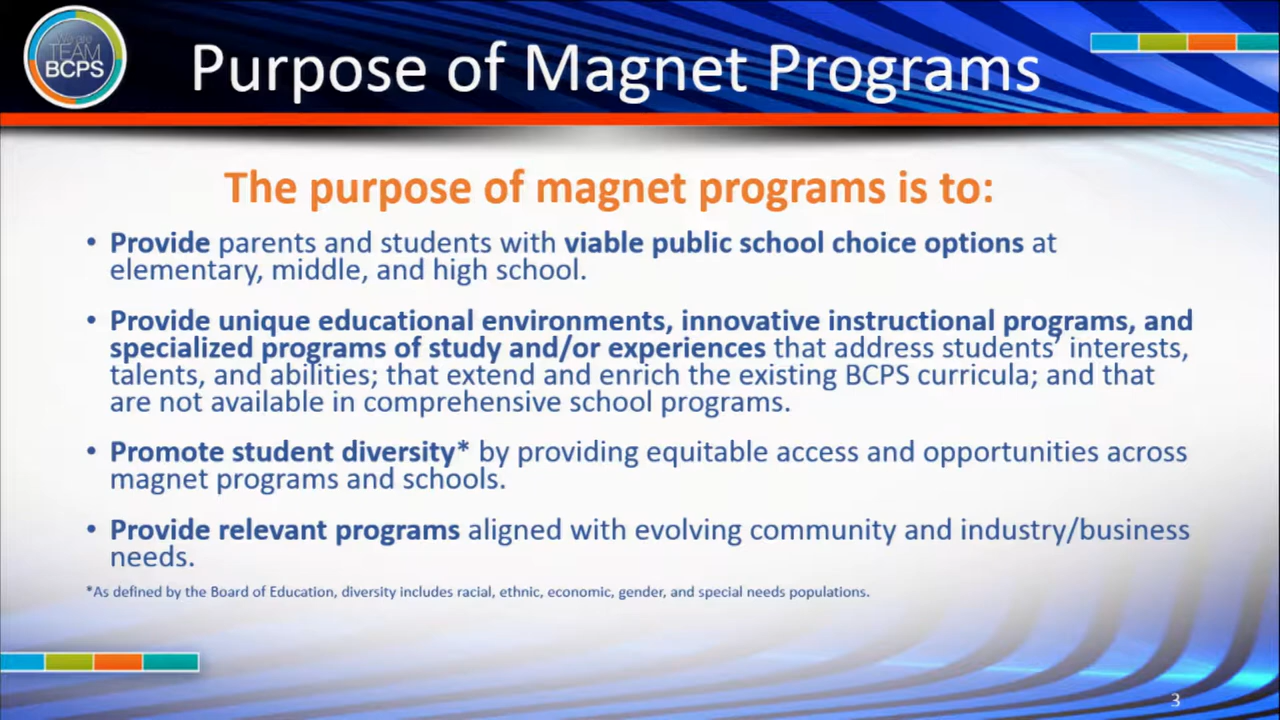 We are
TEAM
BCPS
Purpose of Magnet Programs
The purpose of magnet programs is to:
• Provide parents and students with viable public school choice options at
elementary, middle, and high school.
• Provide unique educational environments, innovative instructional programs, and
specialized programs of study and/or experiences that address students’ interests,
talents, and abilities; that extend and enrich the existing BCPS curricula; and that
are not available in comprehensive school programs.
• Promote student diversity* by providing equitable access and opportunities across
magnet programs and schools.
• Provide relevant programs aligned with evolving community and industry/business
needs.
*As defined by the Board of Education, diversity includes racial, ethnic, economic, gender, and special needs populations.
3